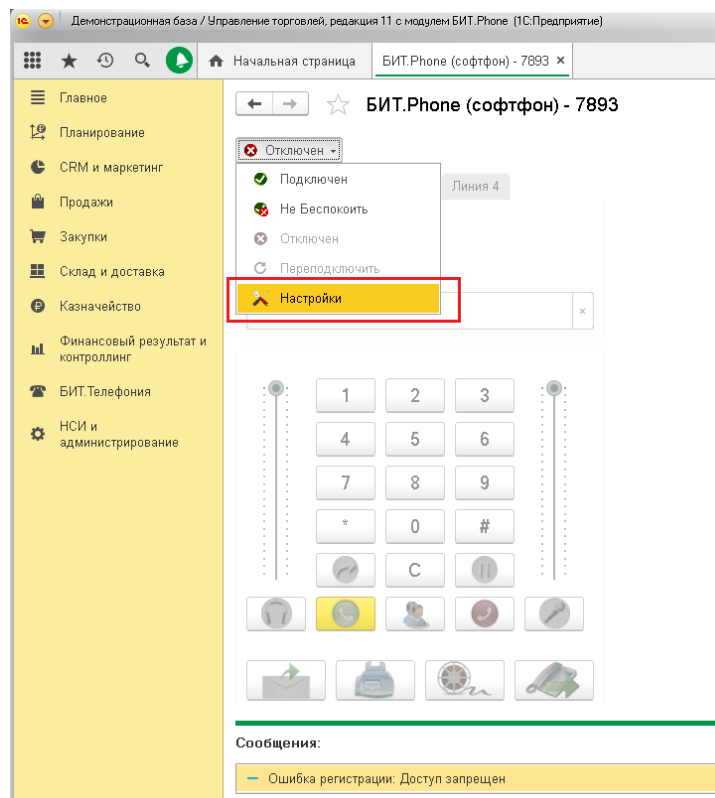 Демонстрационная база / Управление торговлей, редакция 11 с модулем БИТ.Phone (1С:Предприятие)
Начальная страница
БИТ.Phone (софтфон) - 7893 ×
Главное
Планирование
CRM и маркетинг
Продажи
Закупки
Склад и доставка
Казначейство
Финансовый результат и
контроллинг
БИТ.Телефония
НСИ и
администрирование
БИТ.Phone (софтфон) - 7893
Отключен
Подключен
Не Беспокоить
Отключен
Переподключить
Настройки
Линия 4
×
1 2 3
4 5 6
7 8 9
* 0 #
C
Сообщения:
Ошибка регистрации: Доступ запрещен